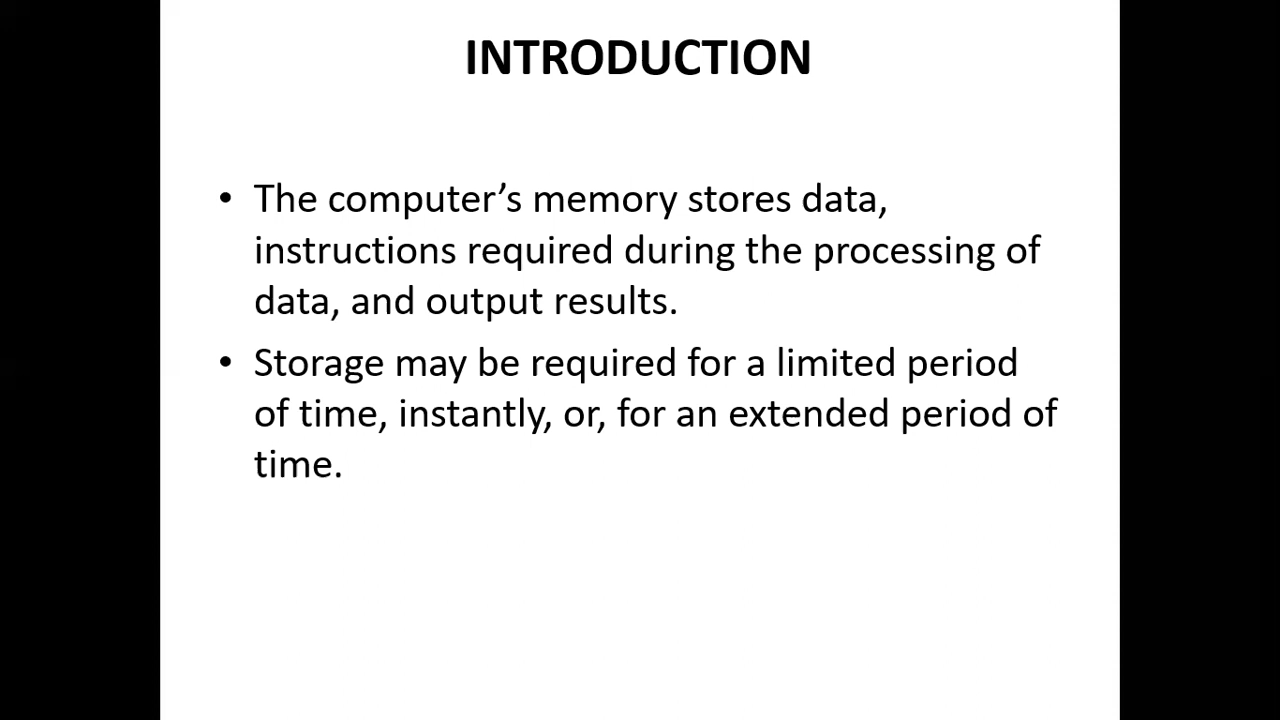 INTRODUCTION
• The computer’s memory stores data,
instructions required during the processing of
data, and output results.
• Storage may be required for a limited period
of time, instantly, or, for an extended period of
time.